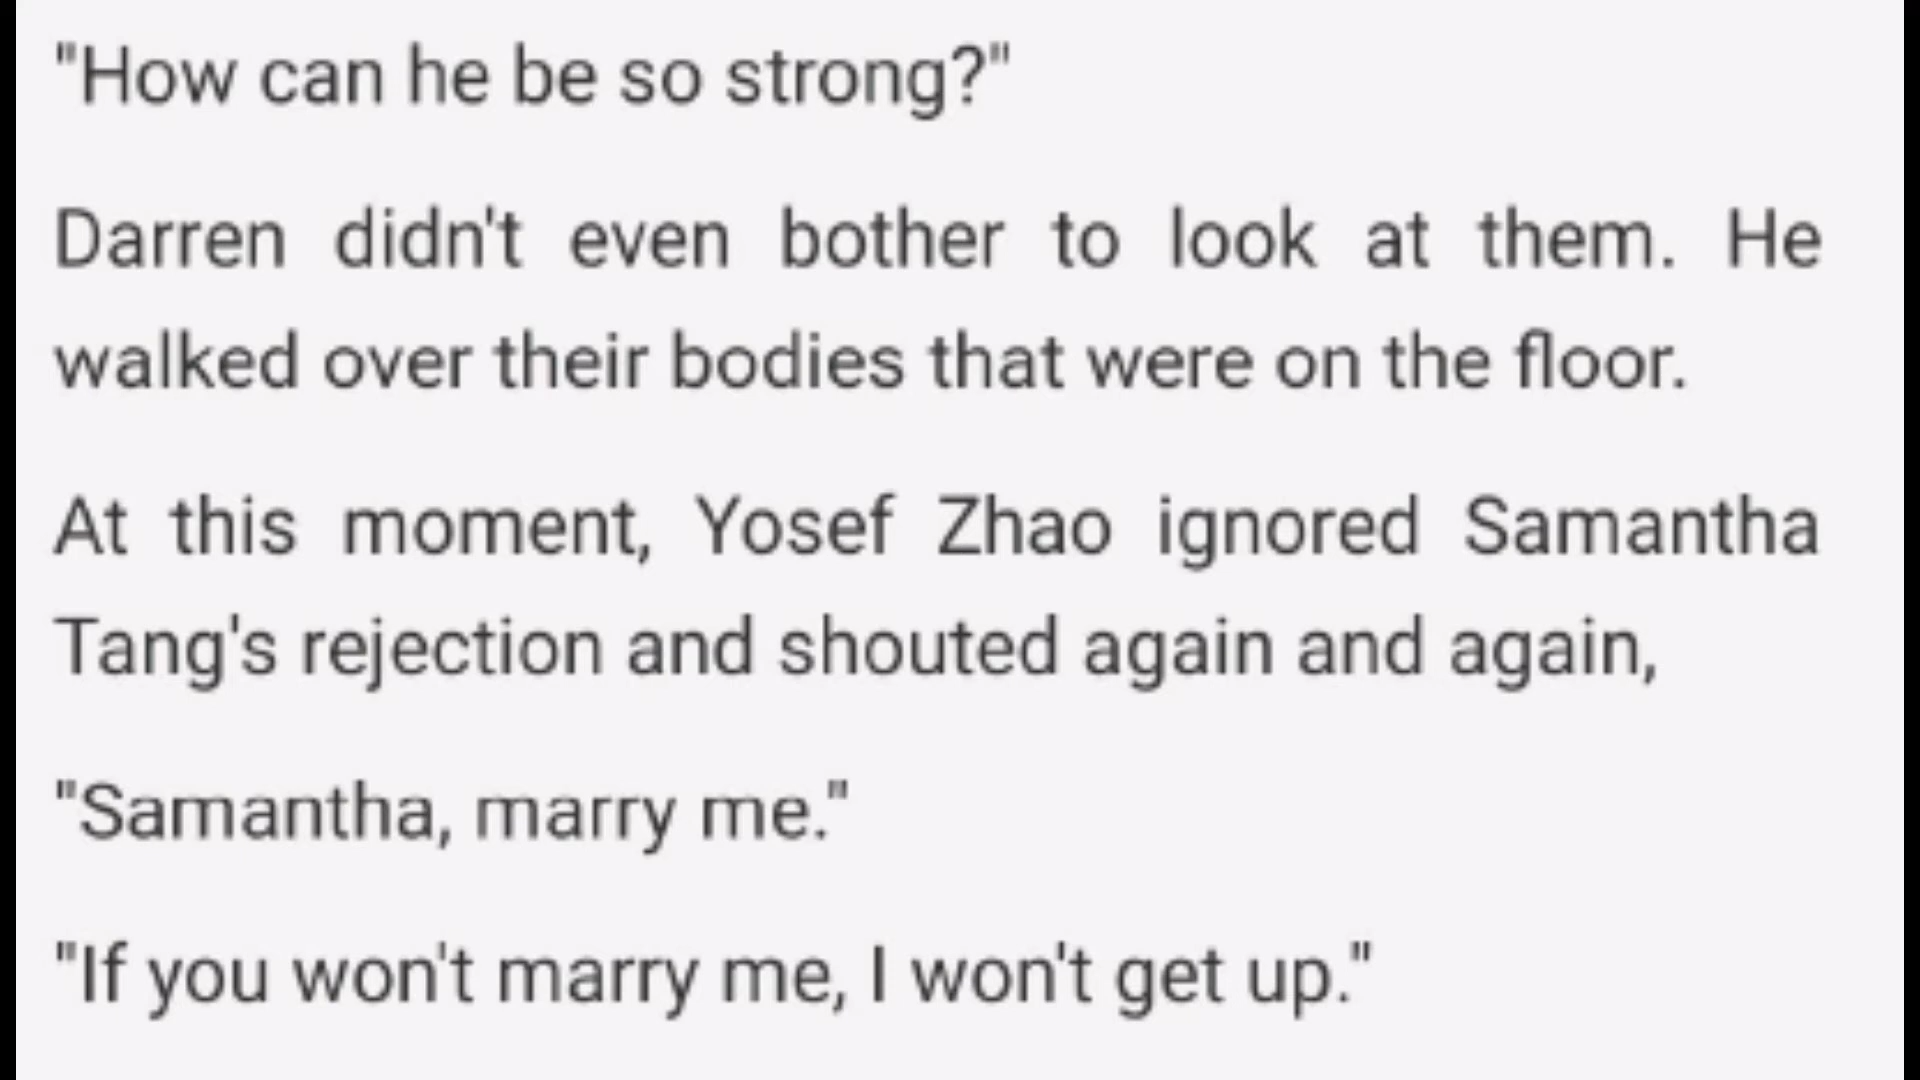 "How can he be so strong?"
Darren didn't even bother to look at them. He
walked over their bodies that were on the floor.
At this moment, Yosef Zhao ignored Samantha
Tang's rejection and shouted again and again,
"Samantha, marry me."
"If you won't marry me, I won't get up."